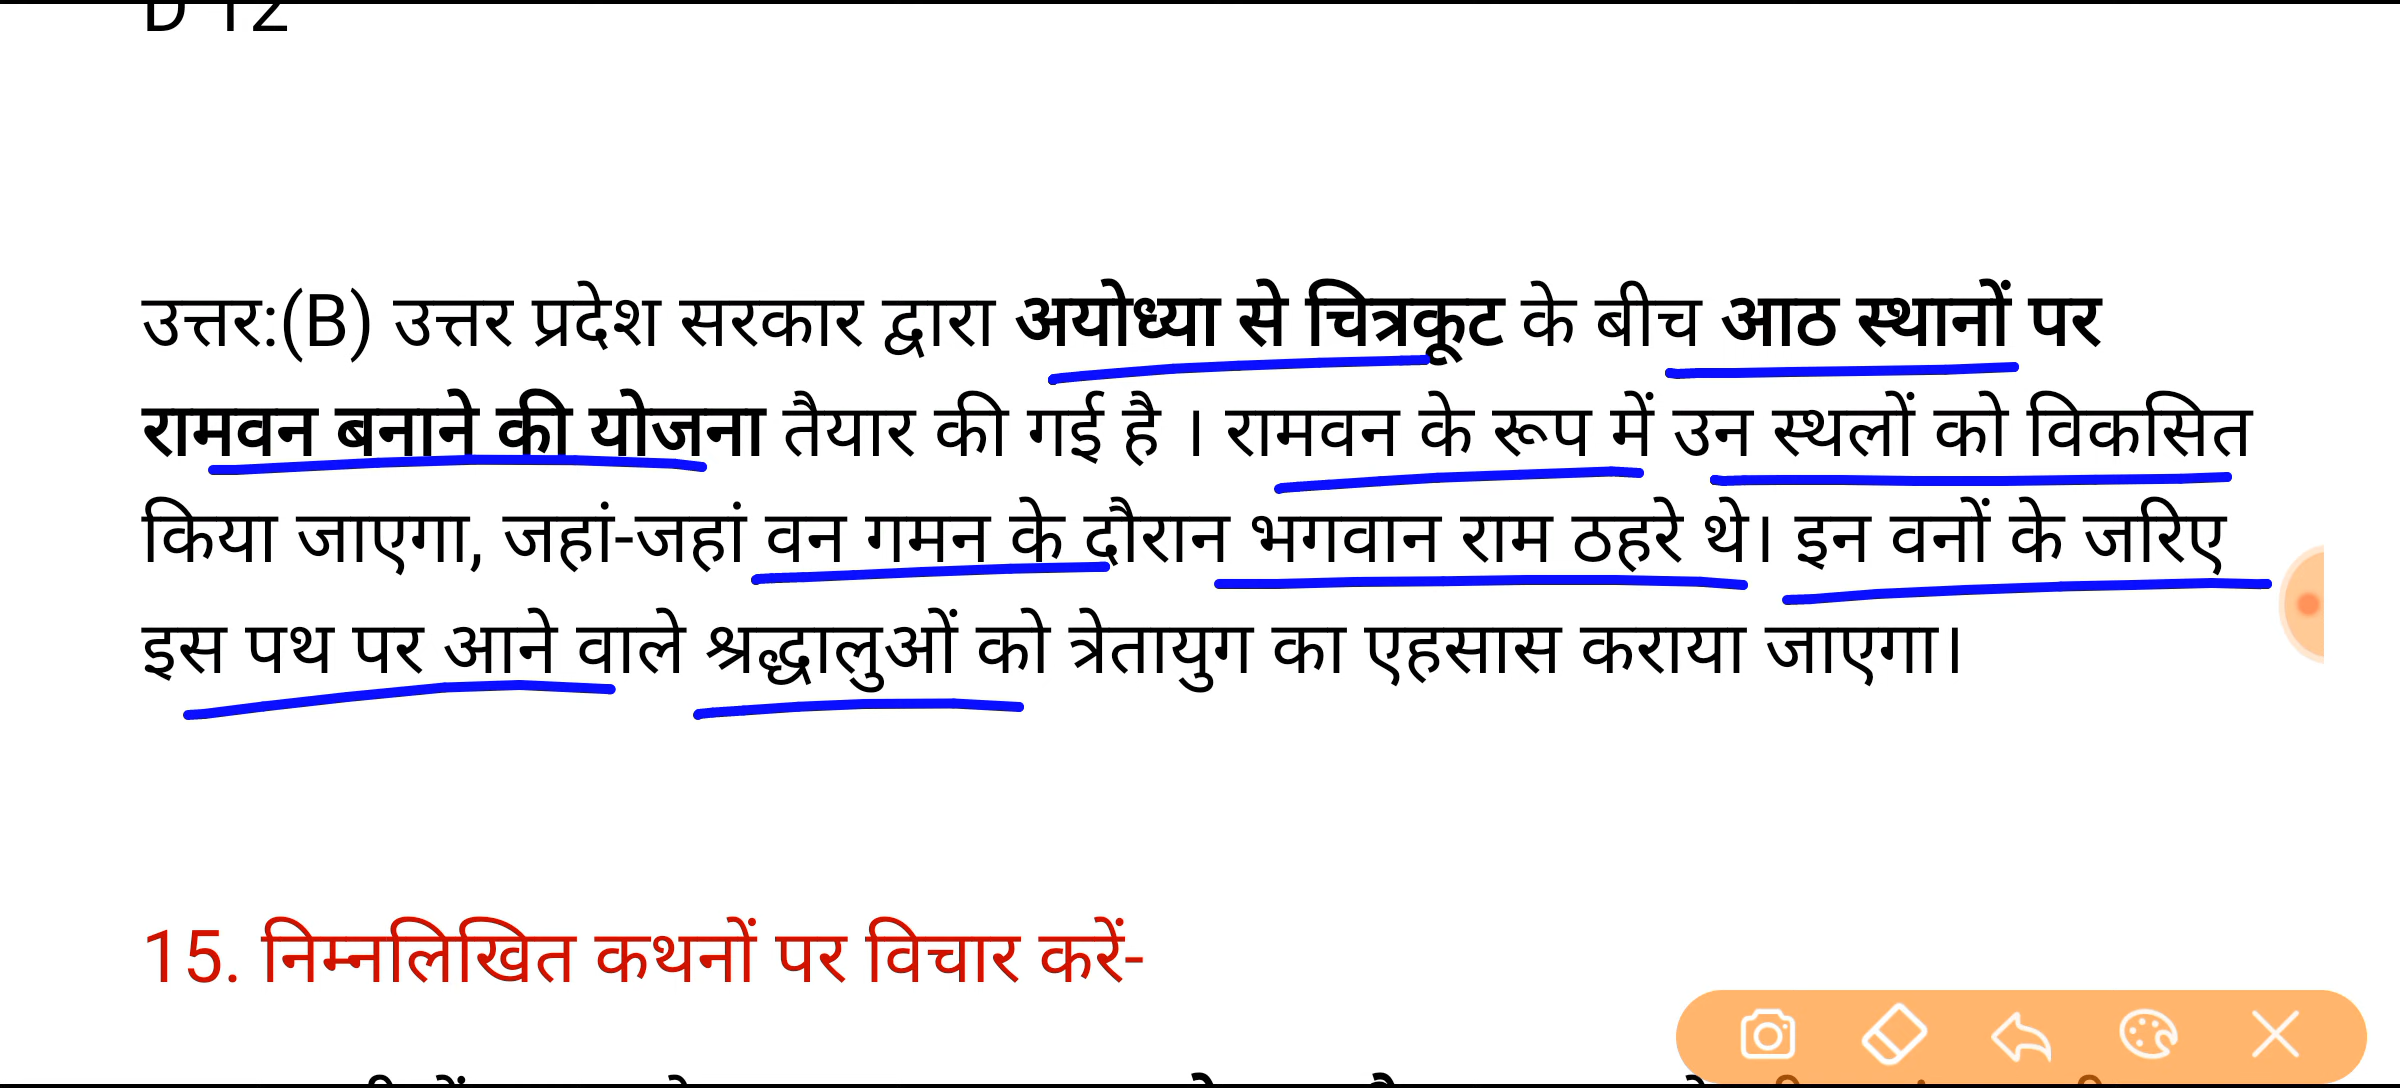 D 12
उत्तर:(B) उत्तर प्रदेश सरकार द्वारा अयोध्या से चित्रकूट के बीच आठ स्थानों पर
रामवन बनाने की योजना तैयार की गई है । रामवन के रूप में उन स्थलों को विकसित
किया जाएगा, जहां-जहां वन गमन के दौरान भगवान राम ठहरे थे। इन वनों के जरिए
इस पथ पर आने वाले श्रद्धालुओं को त्रेतायुग का एहसास कराया जाएगा।
15. निम्नलिखित कथनों पर विचार करें-